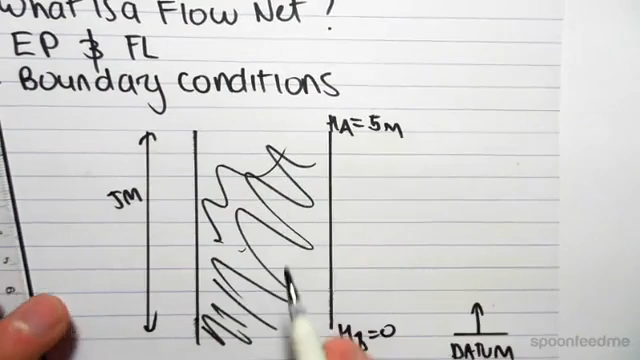 What is a Flow Net?
EP & FL
Boundary conditions
HA = 5M
5M
HB = 0
DATUM
spoonfeedme